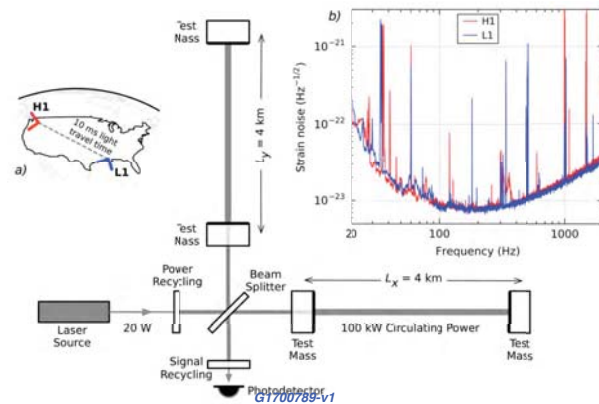 Test
Nass
b)
H1
L1
10⁻²¹
10⁻²²
10⁻²³
Strain noise (Hz⁻¹/²)
20
100
1000
Frequency (Hz)
H1
10 ms light
travel time
L1
a)
Ly = 4 km
Test
Nass
Power
Recycling
Beam
Splitter
Lx = 4 km
Laser
Source
20 W
Test
Mass
100 kW Circulating Power
Test
Mass
Signal
Recycling
Photodetector
G1700789-v1